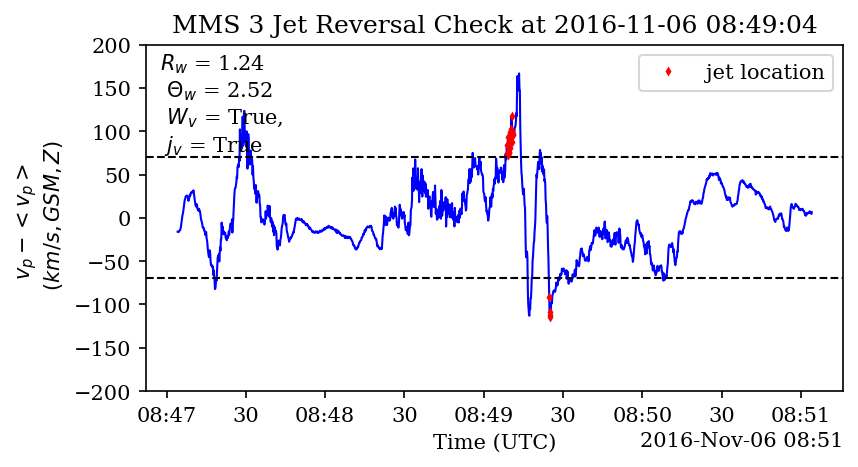 MMS 3 Jet Reversal Check at 2016-11-06 08:49:04
R_w = 1.24
Θ_w = 2.52
W_v = True,
j_v = True
jet location
v_p − < v_p >
(km/s, GSM, Z)
200
150
100
50
0
−50
−100
−150
−200
08:47 30 08:48 30 08:49 30 08:50 30 08:51
Time (UTC)
2016-Nov-06 08:51